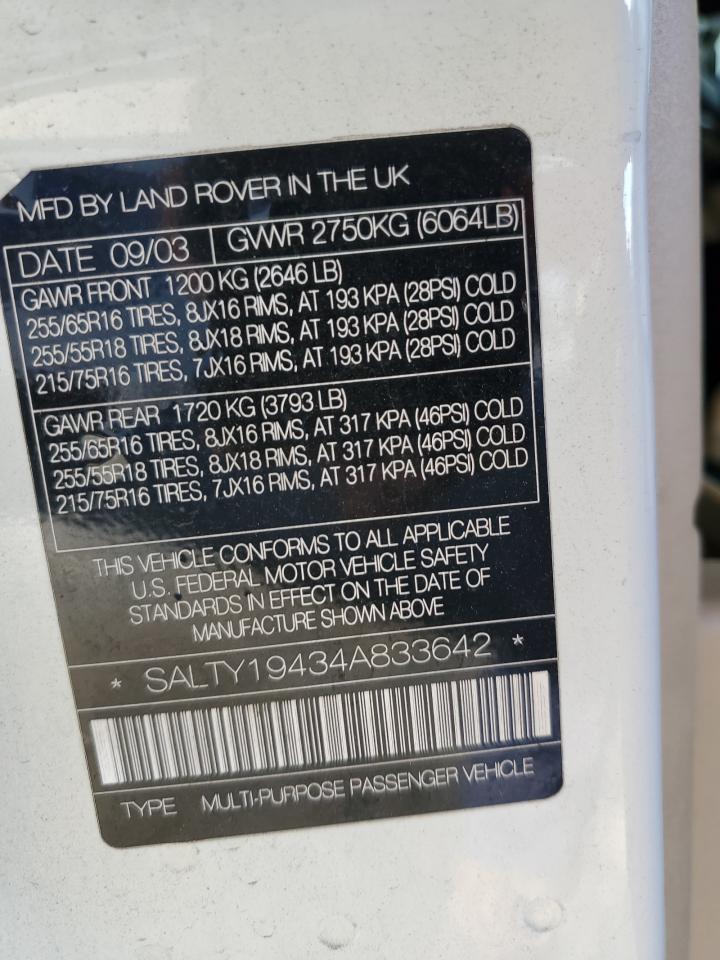 MFD BY LAND ROVER IN THE UK
DATE 09/03 GVWR 2750KG (6064LB)
GAWR FRONT 1200 KG (2646 LB)
255/65R16 TIRES, 8JX16 RIMS, AT 193 KPA (28PSI) COLD
255/55R18 TIRES, 8JX18 RIMS, AT 193 KPA (28PSI) COLD
215/75R16 TIRES, 7JX16 RIMS, AT 193 KPA (28PSI) COLD
GAWR REAR 1720 KG (3793 LB)
255/65R16 TIRES, 8JX16 RIMS, AT 317 KPA (46PSI) COLD
255/55R18 TIRES, 8JX18 RIMS, AT 317 KPA (46PSI) COLD
215/75R16 TIRES, 7JX16 RIMS, AT 317 KPA (46PSI) COLD
THIS VEHICLE CONFORMS TO ALL APPLICABLE
U.S. FEDERAL MOTOR VEHICLE SAFETY
STANDARDS IN EFFECT ON THE DATE OF
MANUFACTURE SHOWN ABOVE
* SALTY19434A833642 *
TYPE MULTI-PURPOSE PASSENGER VEHICLE